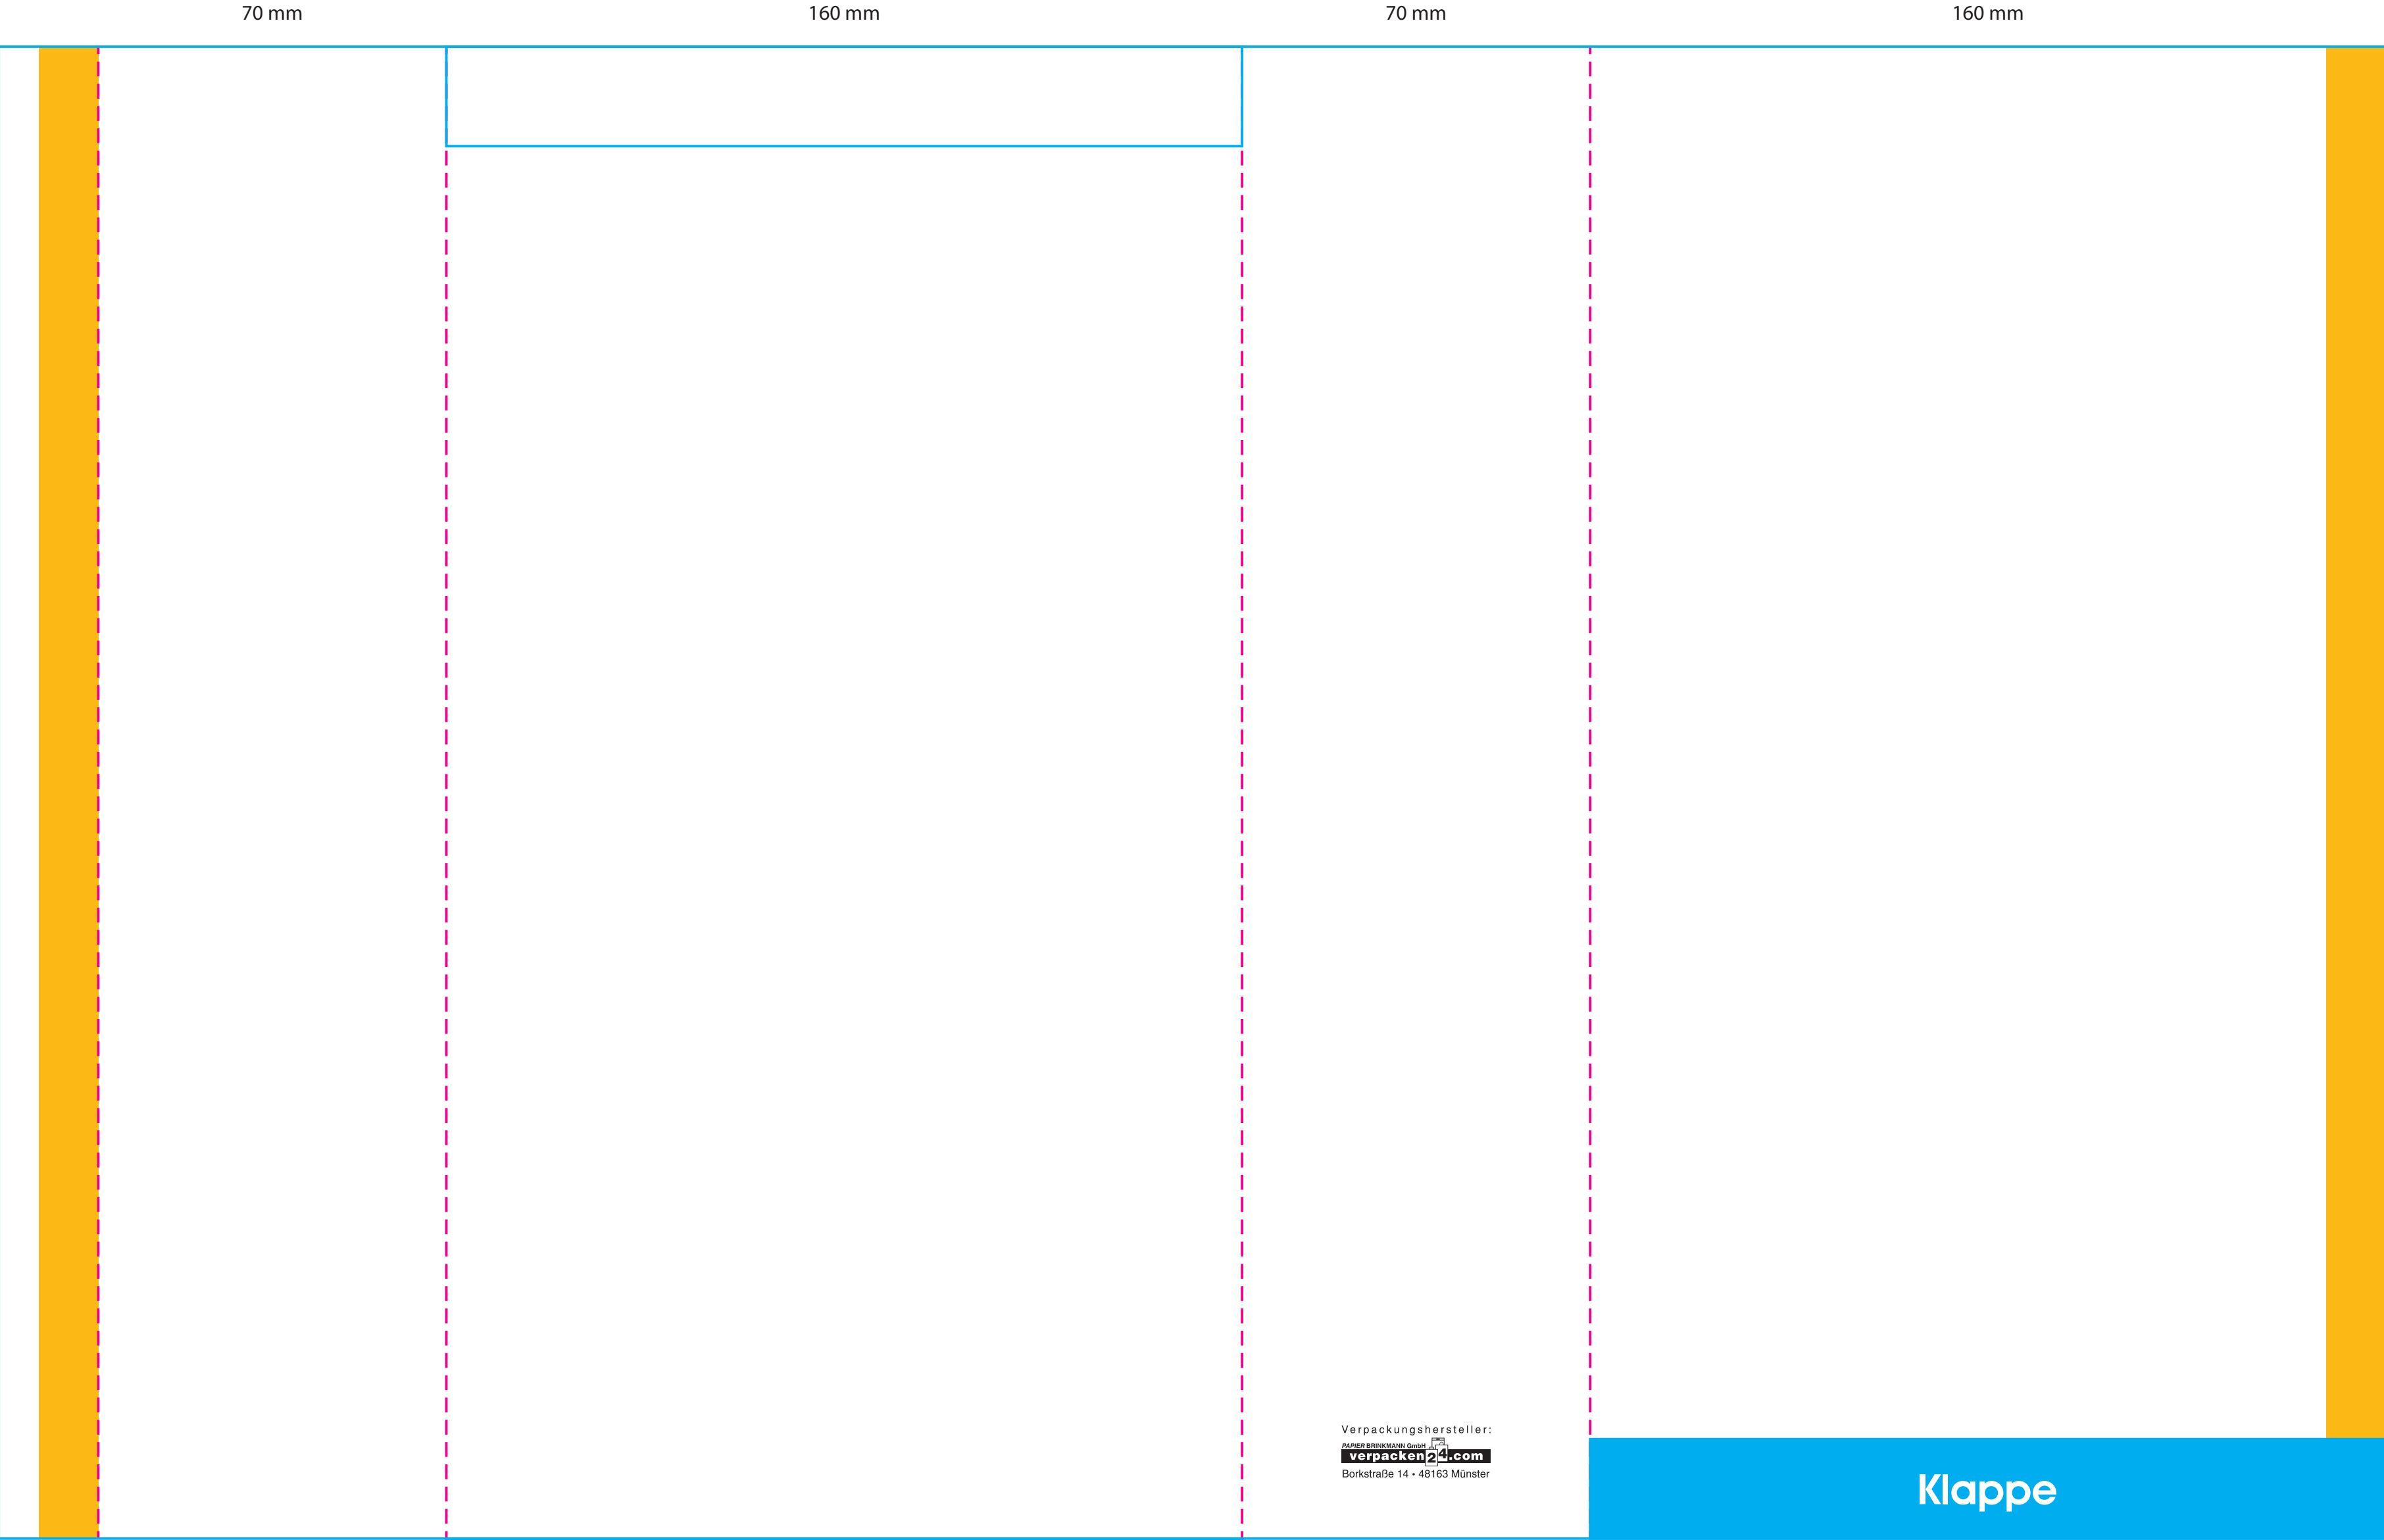 70 mm 160 mm 70 mm 160 mm
Verpackungshersteller:
PAPIER BRINKMANN GmbH
verpacken24.com
Borkstraße 14 • 48163 Münster
Klappe